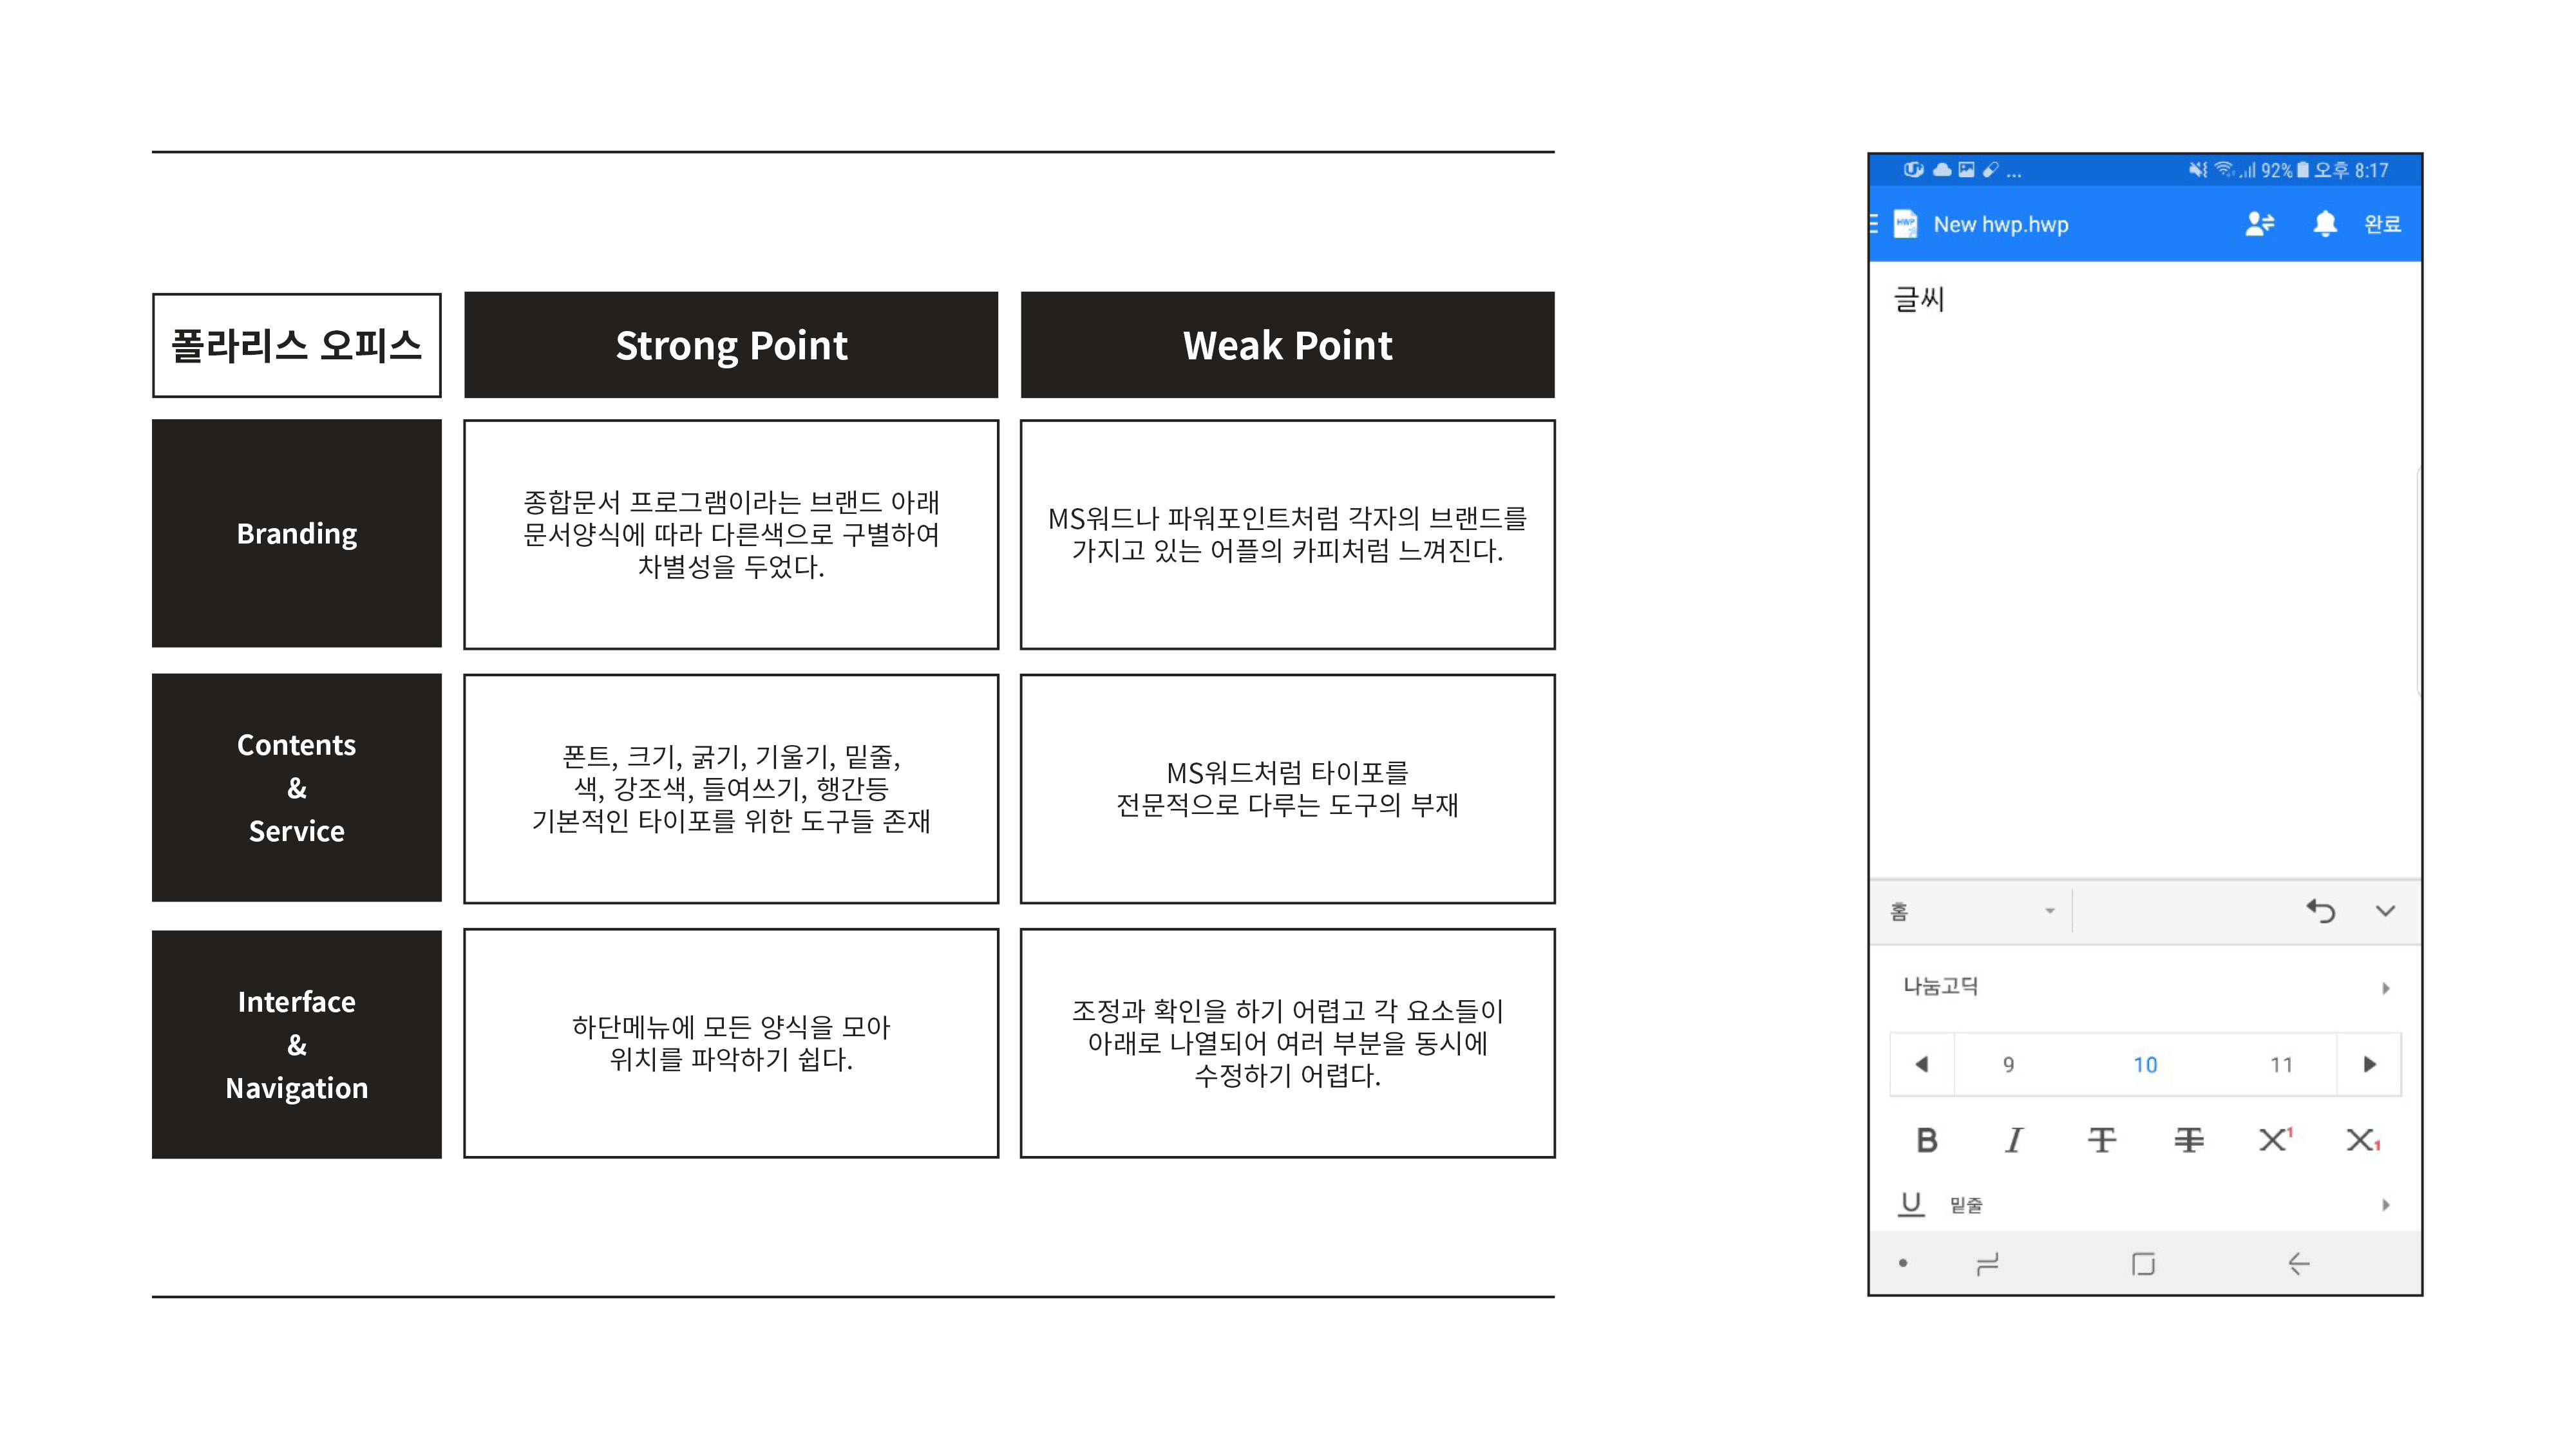 폴라리스 오피스
Strong Point
Weak Point
Branding
종합문서 프로그램이라는 브랜드 아래
문서양식에 따라 다른색으로 구별하여
차별성을 두었다.
MS워드나 파워포인트처럼 각자의 브랜드를
가지고 있는 어플의 카피처럼 느껴진다.
Contents
&
Service
폰트, 크기, 굵기, 기울기, 밑줄,
색, 강조색, 들여쓰기, 행간등
기본적인 타이포를 위한 도구들 존재
MS워드처럼 타이포를
전문적으로 다루는 도구의 부재
Interface
&
Navigation
하단메뉴에 모든 양식을 모아
위치를 파악하기 쉽다.
조정과 확인을 하기 어렵고 각 요소들이
아래로 나열되어 여러 부분을 동시에
수정하기 어렵다.
... 92% 오후 8:17
HWP New hwp.hwp 완료
글씨
홈
나눔고딕
9 10 11
B I T T X1 X1
U 밑줄